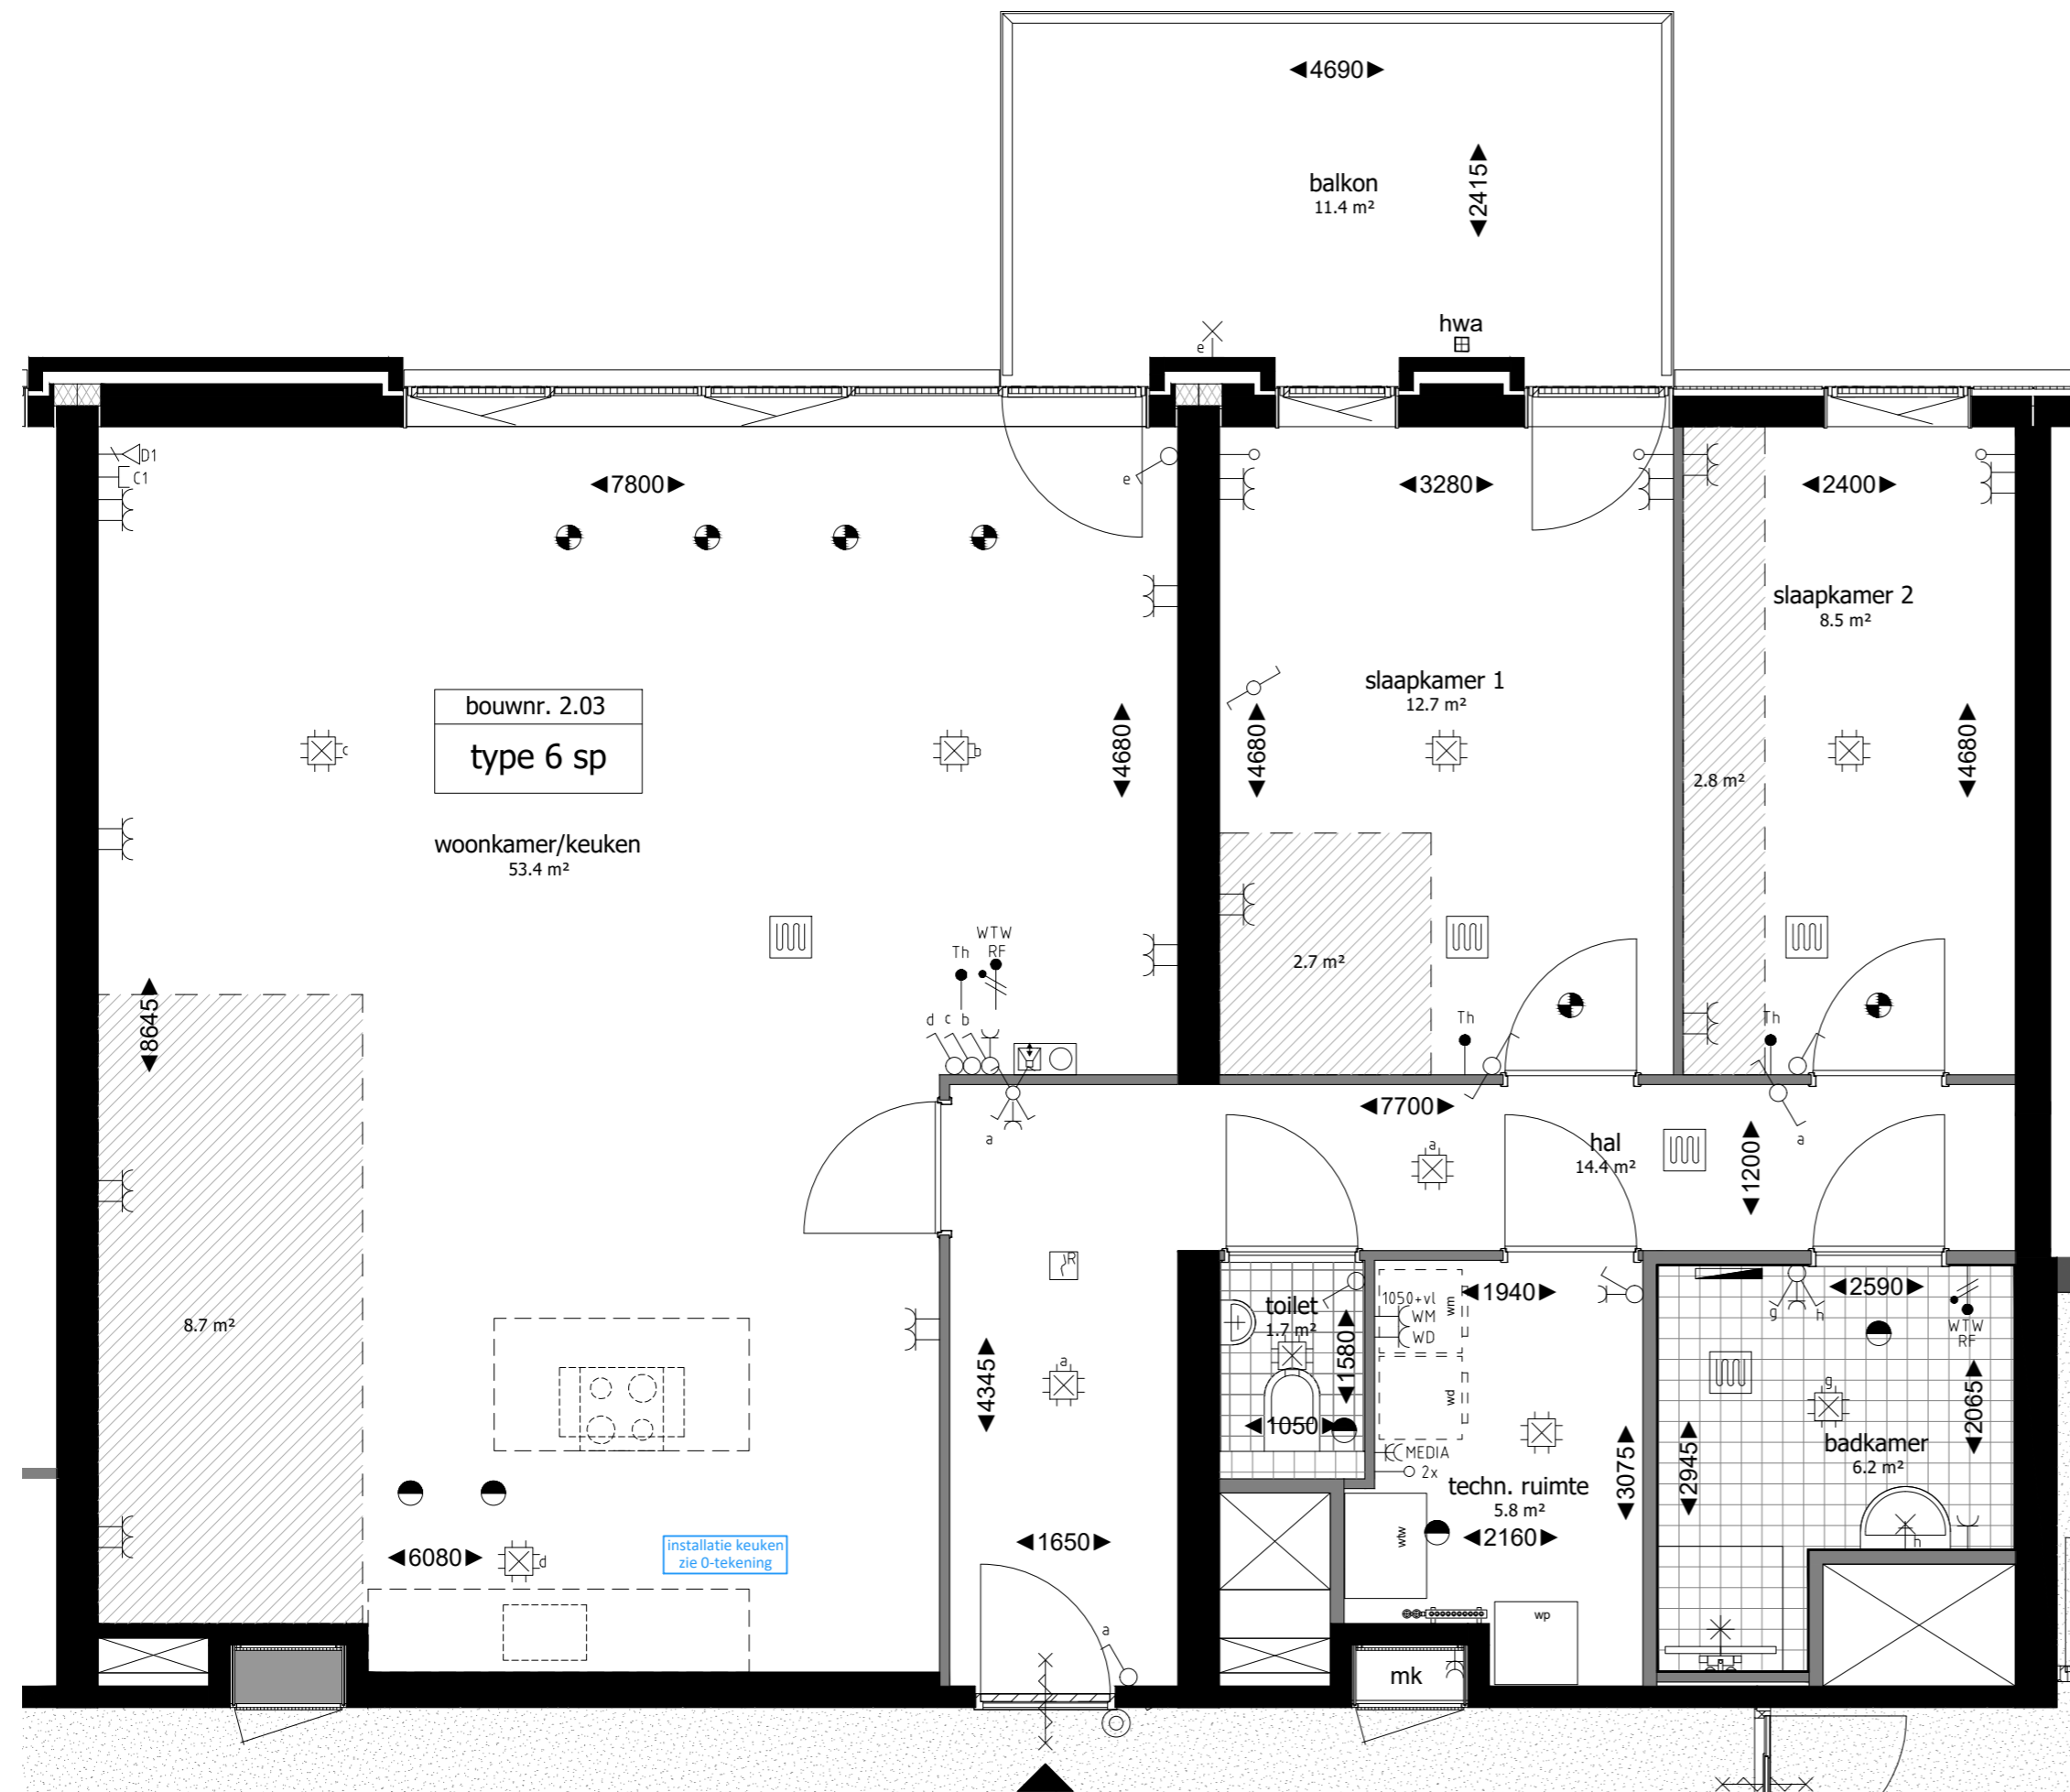 ◄4690►
balkon
11.4 m²
◄2415►
hwa
e
D1
C1
◄7800►
e
◄3280►
◄2400►
slaapkamer 2
8.5 m²
bouwnr. 2.03
type 6 sp
slaapkamer 1
12.7 m²
c
b
◄4680►
◄4680►
◄4680►
2.8 m²
woonkamer/keuken
53.4 m²
WTW
RF
Th
2.7 m²
◄8645►
d c b
Th
Th
a
◄7700►
a
hal
14.4 m²
◄1200►
a
R
8.7 m²
toilet
1.7 m²
◄1580►
1050+vl
WM
WD
wm
◄1940►
◄2590►
g
h
WTW
RF
◄4345►
a
wd
g
◄2065►
◄1050►
MEDIA
2x
techn. ruimte
5.8 m²
◄3075►
◄2945►
badkamer
6.2 m²
h
◄6080►
d
installatie keuken
zie 0-tekening
◄1650►
wtw
◄2160►
a
wp
mk